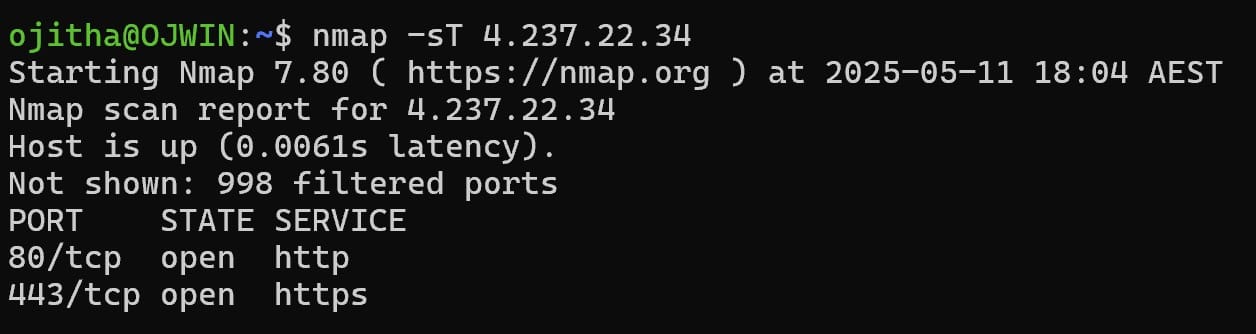 ojitha@OJWIN:~$ nmap -sT 4.237.22.34
Starting Nmap 7.80 ( https://nmap.org ) at 2025-05-11 18:04 AEST
Nmap scan report for 4.237.22.34
Host is up (0.0061s latency).
Not shown: 998 filtered ports
PORT    STATE SERVICE
80/tcp  open  http
443/tcp open  https